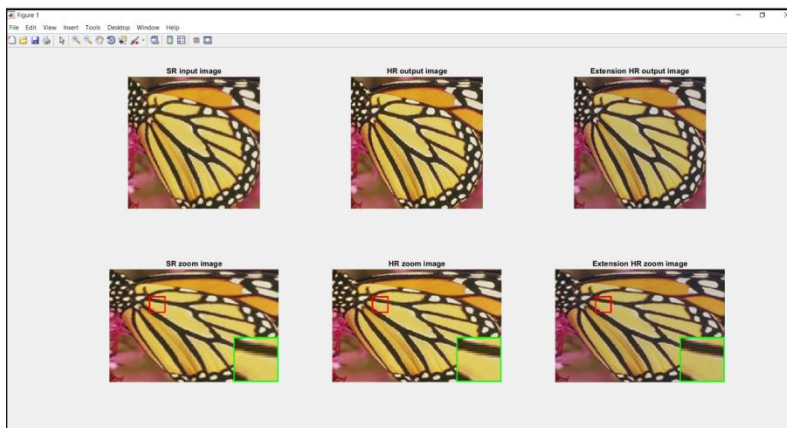 Figure 1
File Edit View Insert Tools Desktop Window Help
SR input image
HR output image
Extension HR output image
SR zoom image
HR zoom image
Extension HR zoom image